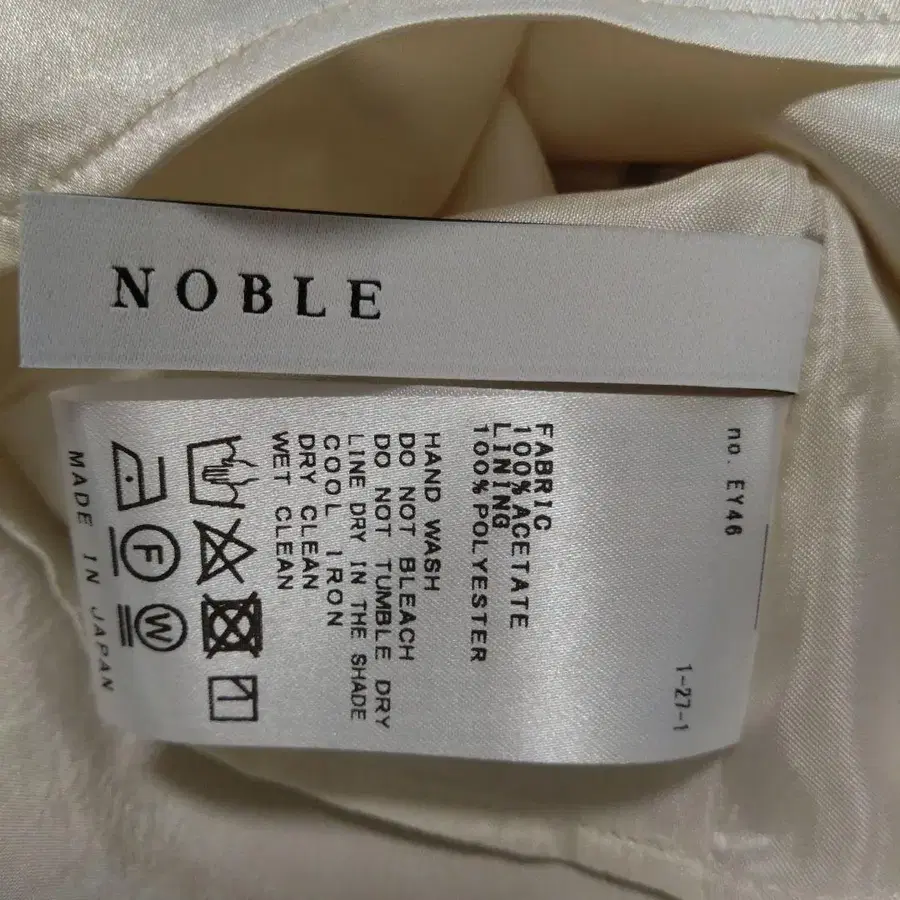 NOBLE
no. EY46
1-27-1
FABRIC
100%ACETATE
LINING
100%POLYESTER
HAND WASH
DO NOT BLEACH
DO NOT TUMBLE DRY
LINE DRY IN THE SHADE
COOL IRON
DRY CLEAN
WET CLEAN
F
W
MADE IN JAPAN